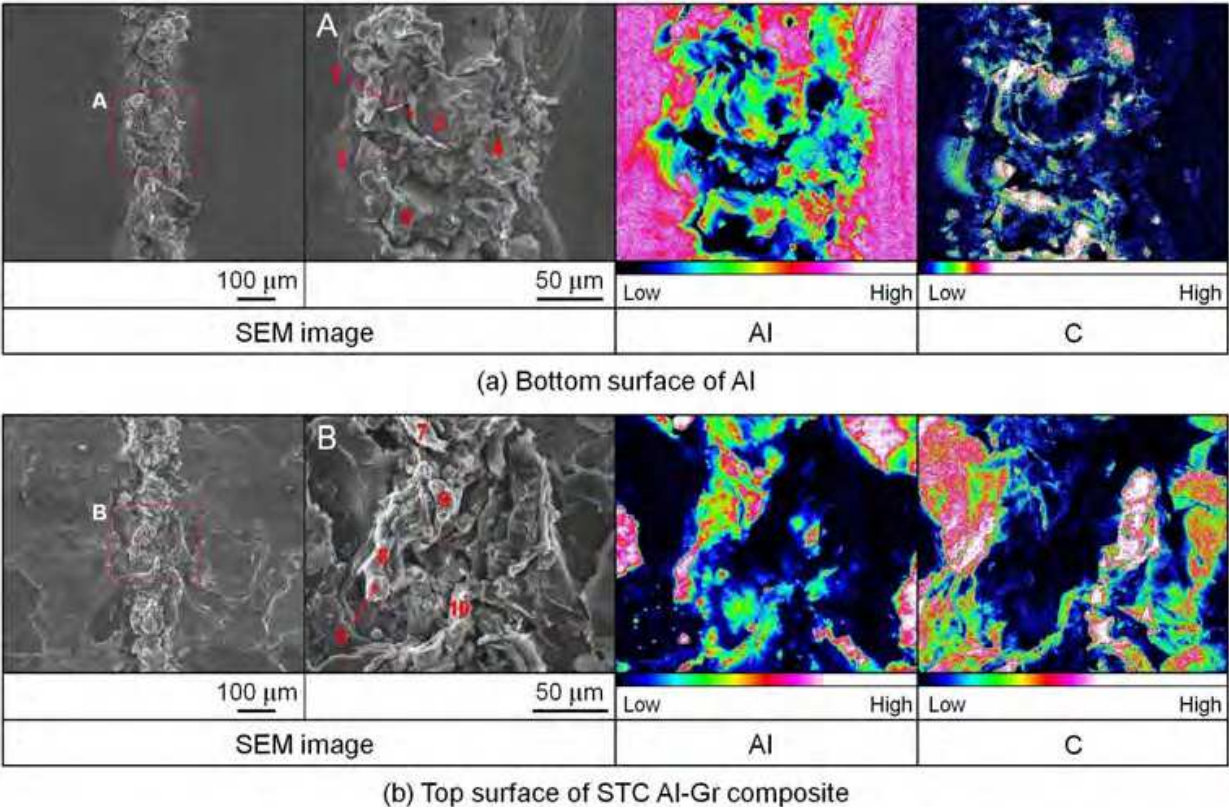 A
A
100 μm
50 μm
Low
High
Low
High
SEM image
Al
C
(a) Bottom surface of Al
B
7
B
8
10
100 μm
50 μm
Low
High
Low
High
SEM image
Al
C
(b) Top surface of STC Al-Gr composite